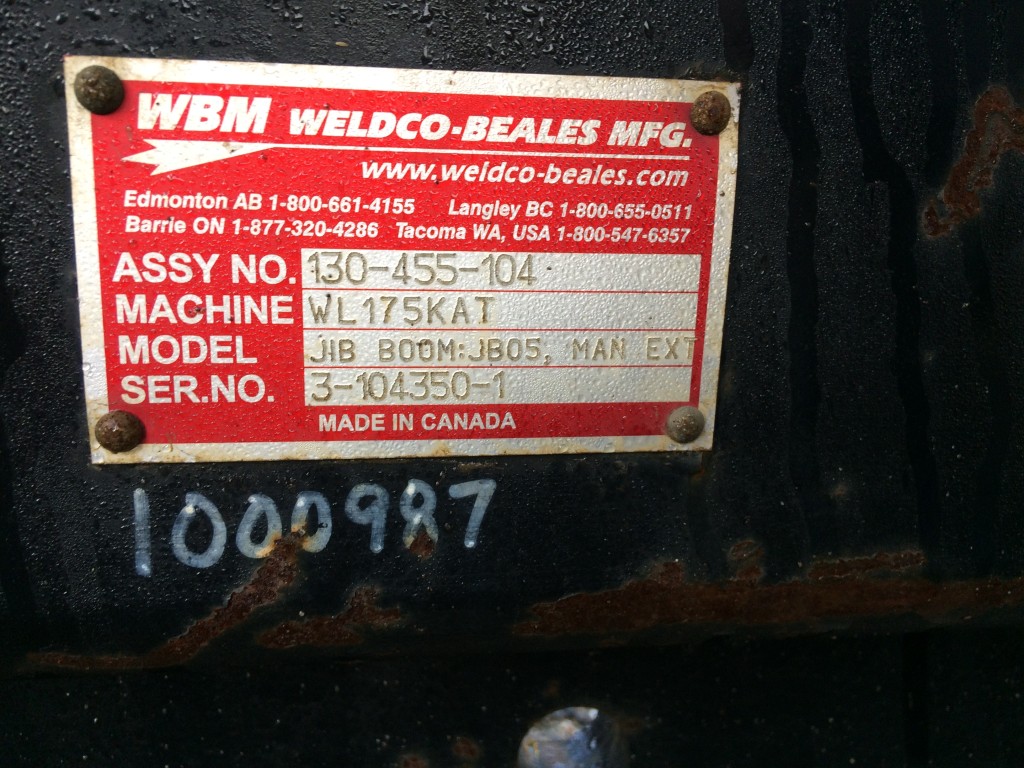 WBM WELDCO-BEALES MFG.
www.weldco-beales.com
Edmonton AB 1-800-661-4155 Langley BC 1-800-655-0511
Barrie ON 1-877-320-4286 Tacoma WA, USA 1-800-547-6357
ASSY NO. 130-455-104
MACHINE WL175KAT
MODEL JIB BOOM:JB05, MAN EXT
SER.NO. 3-104350-1
MADE IN CANADA
1000987